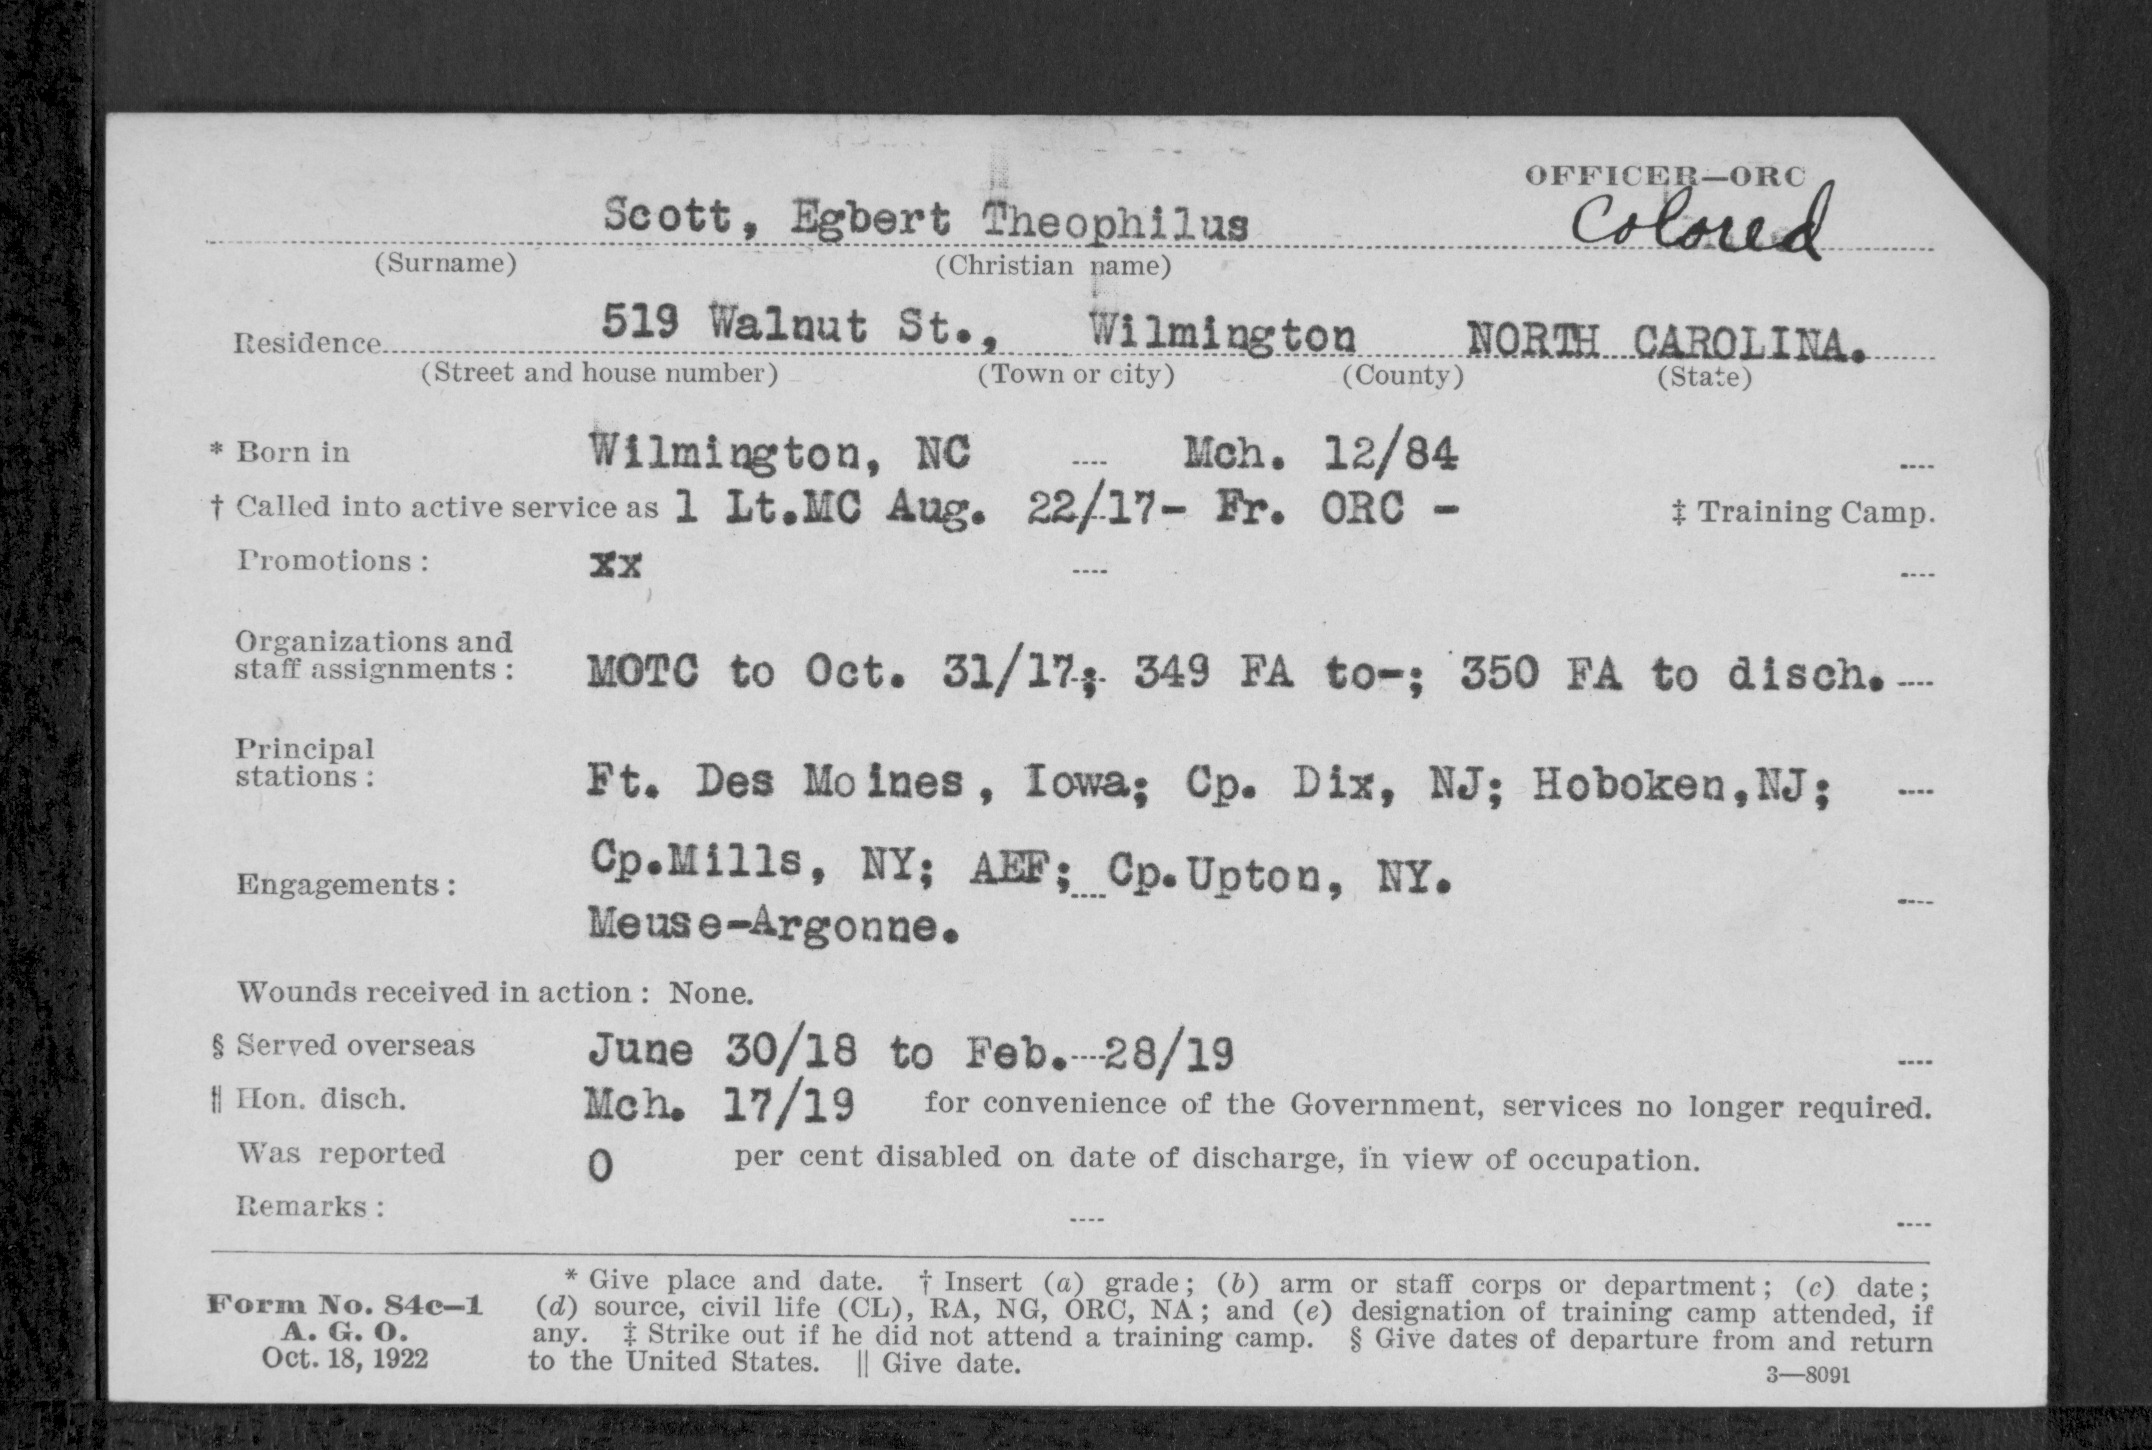 OFFICER—ORC
Scott, Egbert Theophilus Colored
(Surname) (Christian name)
Residence 519 Walnut St., Wilmington NORTH CAROLINA.
(Street and house number) (Town or city) (County) (State)
* Born in Wilmington, NC Mch. 12/84
† Called into active service as 1 Lt.MC Aug. 22/17- Fr. ORC - ‡ Training Camp.
Promotions: xx
Organizations and
staff assignments: MOTC to Oct. 31/17; 349 FA to-; 350 FA to disch.
Principal
stations: Ft. Des Moines, Iowa; Cp. Dix, NJ; Hoboken,NJ;
Cp.Mills, NY; AEF; Cp.Upton, NY.
Engagements:
Meuse-Argonne.
Wounds received in action: None.
§ Served overseas June 30/18 to Feb. 28/19
|| Hon. disch. Mch. 17/19 for convenience of the Government, services no longer required.
Was reported 0 per cent disabled on date of discharge, in view of occupation.
Remarks:
* Give place and date. † Insert (a) grade; (b) arm or staff corps or department; (c) date;
Form No. 84c—1 (d) source, civil life (CL), RA, NG, ORC, NA; and (e) designation of training camp attended, if
A. G. O. any. ‡ Strike out if he did not attend a training camp. § Give dates of departure from and return
Oct. 18, 1922 to the United States. || Give date.
3—8091